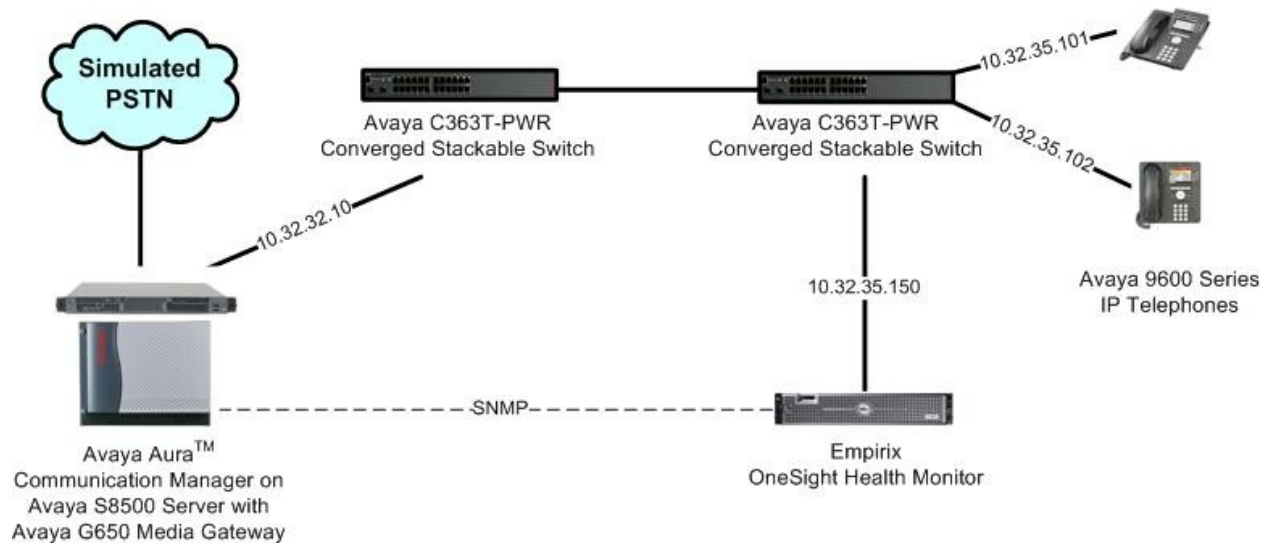 Simulated
PSTN
10.32.35.101
Avaya C363T-PWR
Converged Stackable Switch
Avaya C363T-PWR
Converged Stackable Switch
10.32.35.102
10.32.32.10
10.32.35.150
Avaya 9600 Series
IP Telephones
SNMP
Avaya Aura™
Communication Manager on
Avaya S8500 Server with
Avaya G650 Media Gateway
Empirix
OneSight Health Monitor